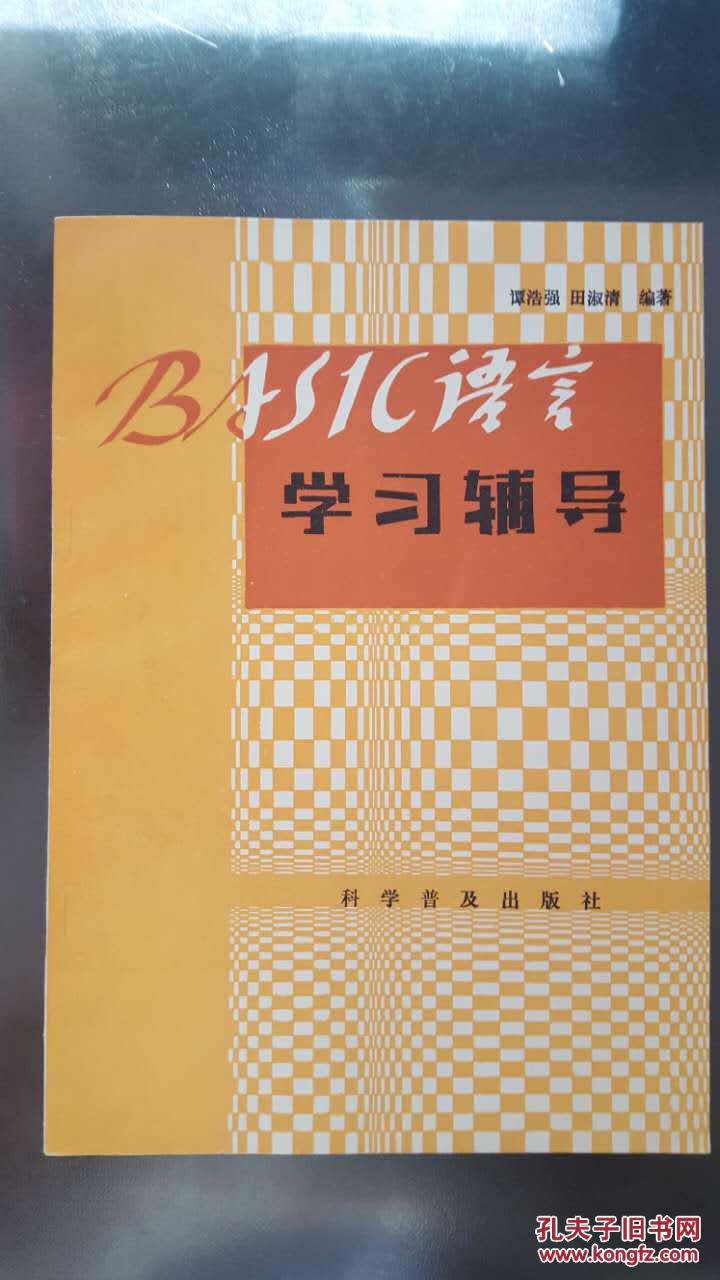 谭浩强 田淑清 编著
BASIC语言
学习辅导
科学普及出版社
孔夫子旧书网
www.kongfz.com